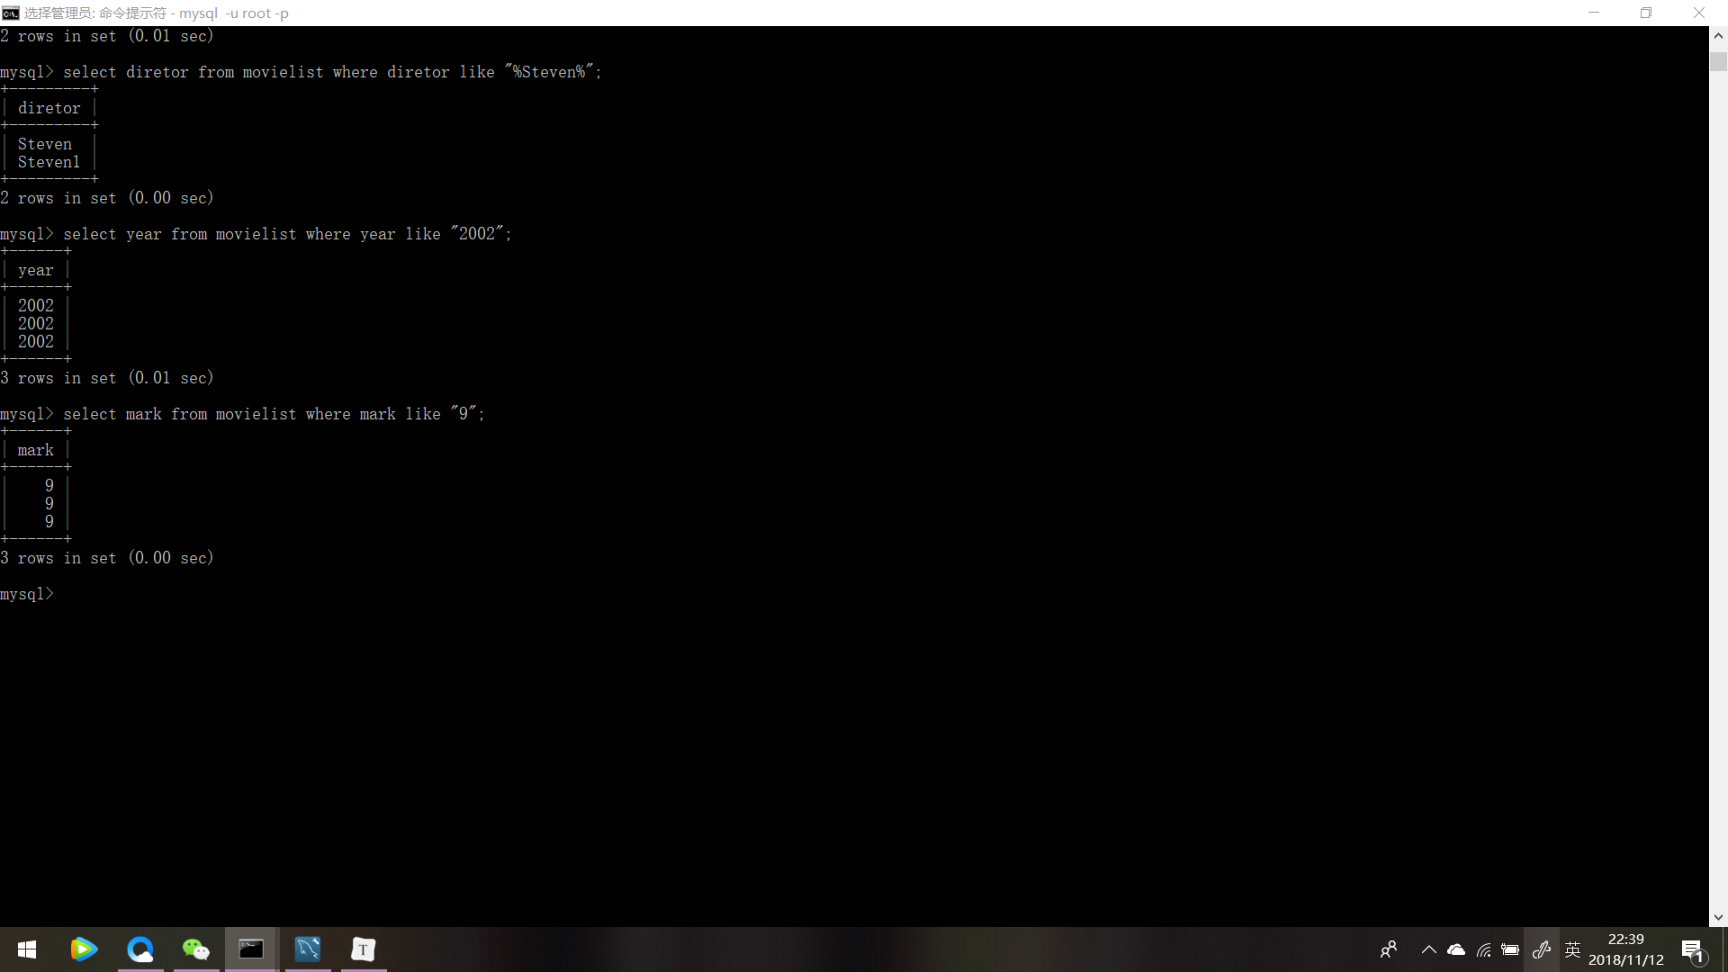 选择管理员: 命令提示符 - mysql  -u root -p
2 rows in set (0.01 sec)
mysql> select diretor from movielist where diretor like "%Steven%";
+---------+
| diretor |
+---------+
| Steven  |
| Steven1 |
+---------+
2 rows in set (0.00 sec)
mysql> select year from movielist where year like "2002";
+------+
| year |
+------+
| 2002 |
| 2002 |
| 2002 |
+------+
3 rows in set (0.01 sec)
mysql> select mark from movielist where mark like "9";
+------+
| mark |
+------+
|    9 |
|    9 |
|    9 |
+------+
3 rows in set (0.00 sec)
mysql>
T
英
22:39
2018/11/12
1